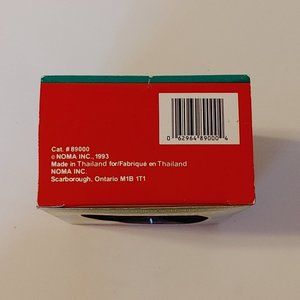 Cat. # 89000
© NOMA INC., 1993
Made in Thailand for/Fabriqué en Thailand
NOMA INC.
Scarborough, Ontario M1B 1T1
0 62964 89000 4